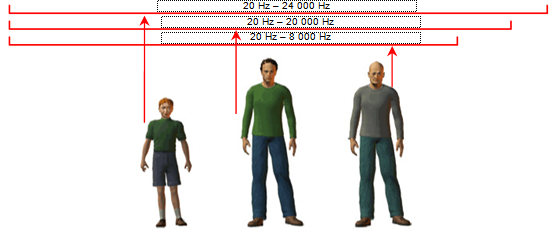 20 Hz – 24 000 Hz
20 Hz – 20 000 Hz
20 Hz – 8 000 Hz